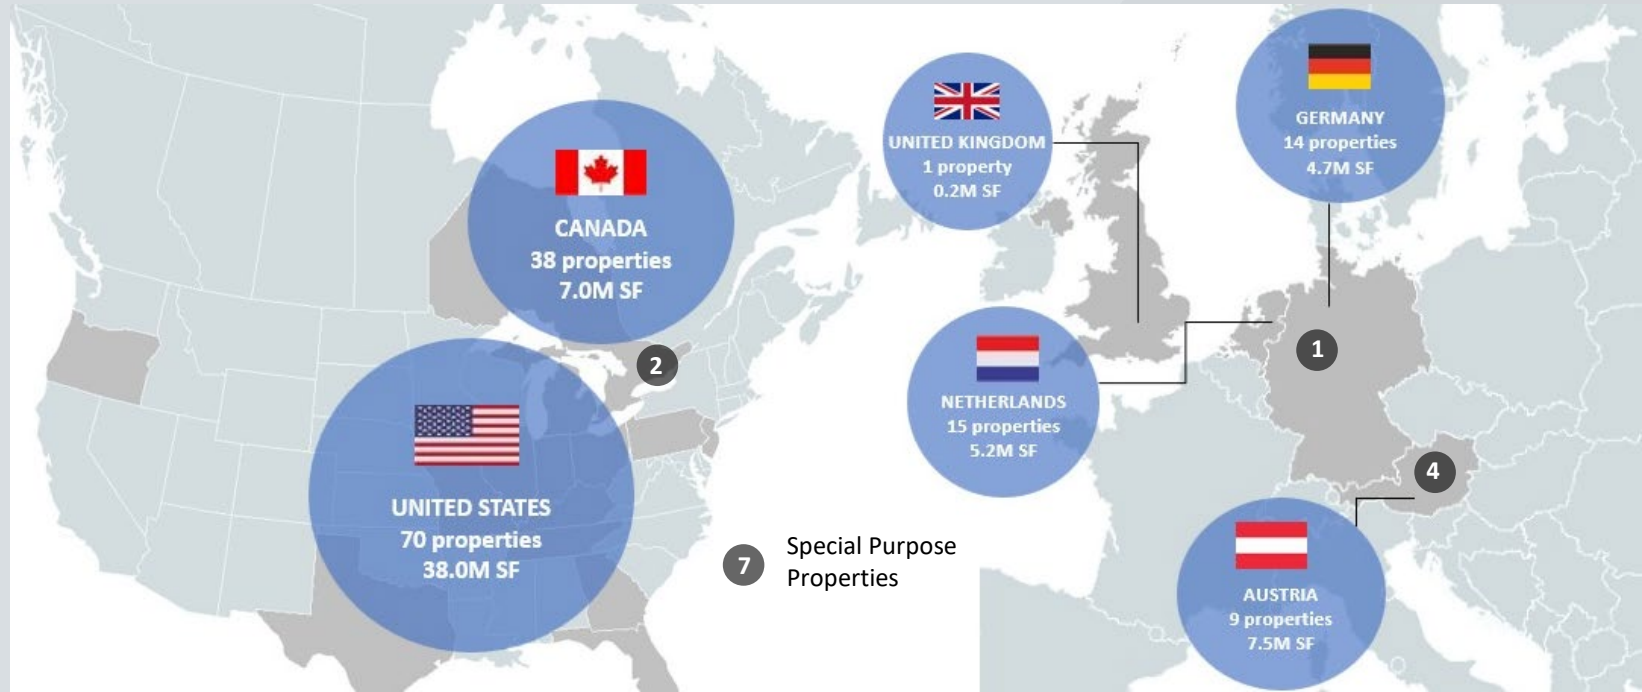 CANADA
38 properties
7.0M SF
2
UNITED STATES
70 properties
38.0M SF
7
Special Purpose
Properties
UNITED KINGDOM
1 property
0.2M SF
GERMANY
14 properties
4.7M SF
NETHERLANDS
15 properties
5.2M SF
1
4
AUSTRIA
9 properties
7.5M SF